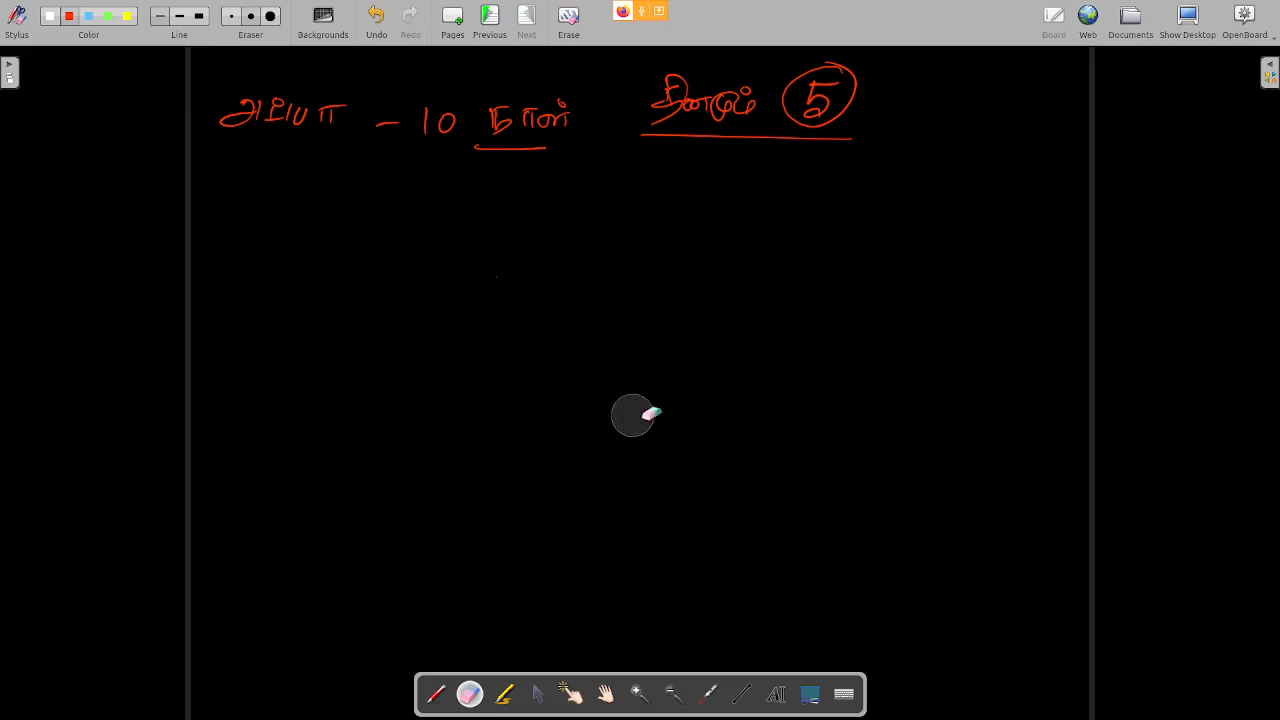 Stylus
Color
Line
Eraser
Backgrounds
Undo
Redo
Pages
Previous
Next
Erase
Board
Web
Documents
Show Desktop
OpenBoard
- 10 நாள்
தினமும் 5